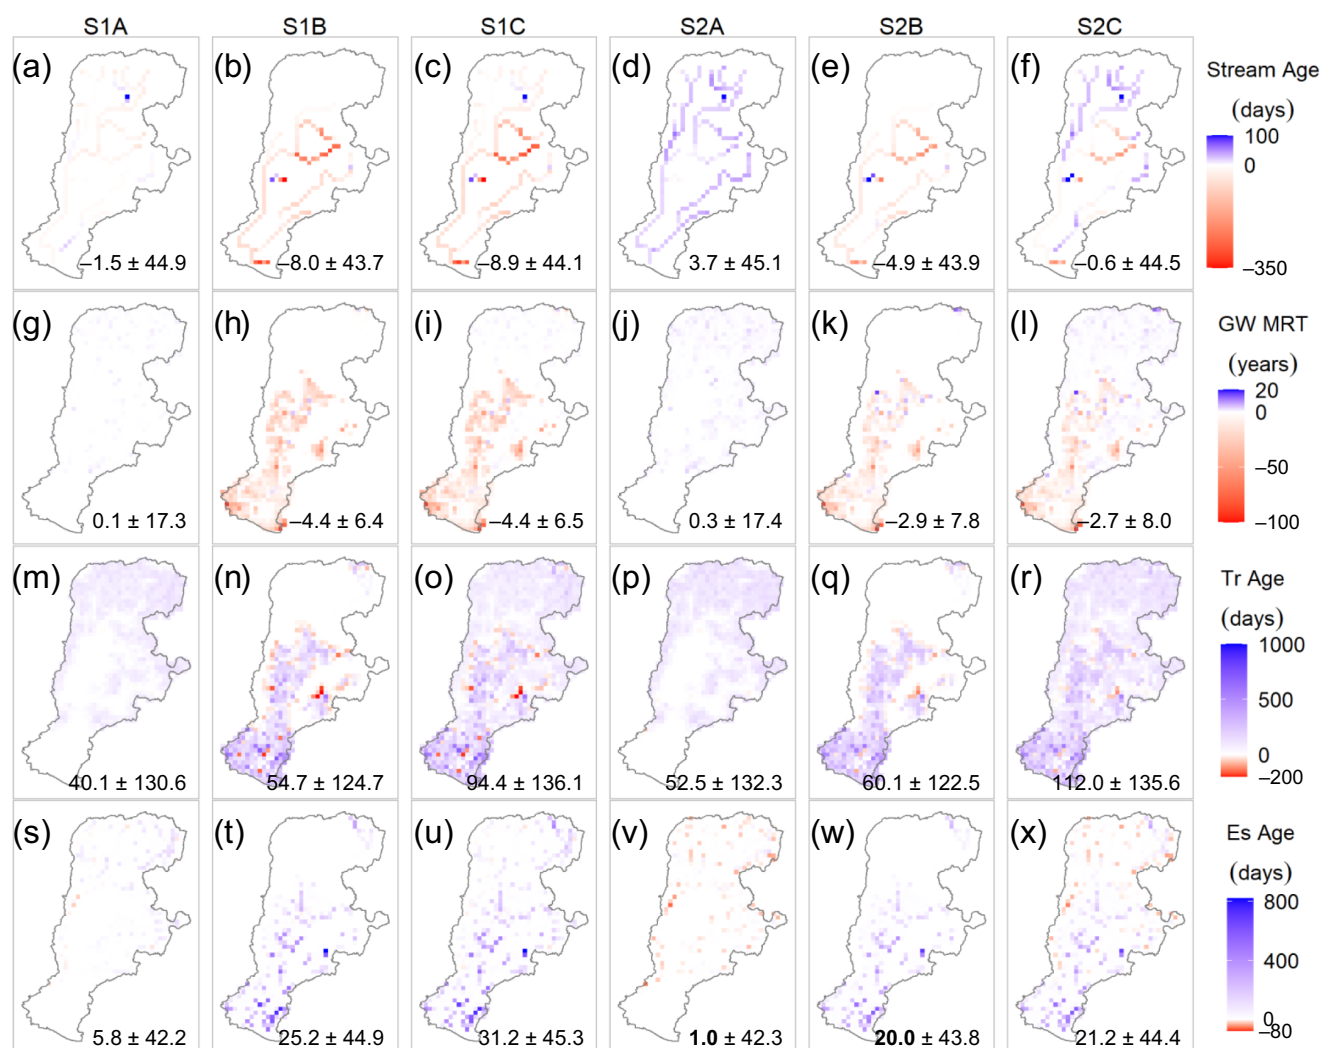 S1A S1B S1C S2A S2B S2C
(a) (b) (c) (d) (e) (f)
Stream Age
(days)
100
0
–350
–1.5 ± 44.9 –8.0 ± 43.7 –8.9 ± 44.1 3.7 ± 45.1 –4.9 ± 43.9 –0.6 ± 44.5
(g) (h) (i) (j) (k) (l)
GW MRT
(years)
20
0
–50
–100
0.1 ± 17.3 –4.4 ± 6.4 –4.4 ± 6.5 0.3 ± 17.4 –2.9 ± 7.8 –2.7 ± 8.0
(m) (n) (o) (p) (q) (r)
Tr Age
(days)
1000
500
0
–200
40.1 ± 130.6 54.7 ± 124.7 94.4 ± 136.1 52.5 ± 132.3 60.1 ± 122.5 112.0 ± 135.6
(s) (t) (u) (v) (w) (x)
Es Age
(days)
800
400
0
–80
5.8 ± 42.2 25.2 ± 44.9 31.2 ± 45.3 1.0 ± 42.3 20.0 ± 43.8 21.2 ± 44.4